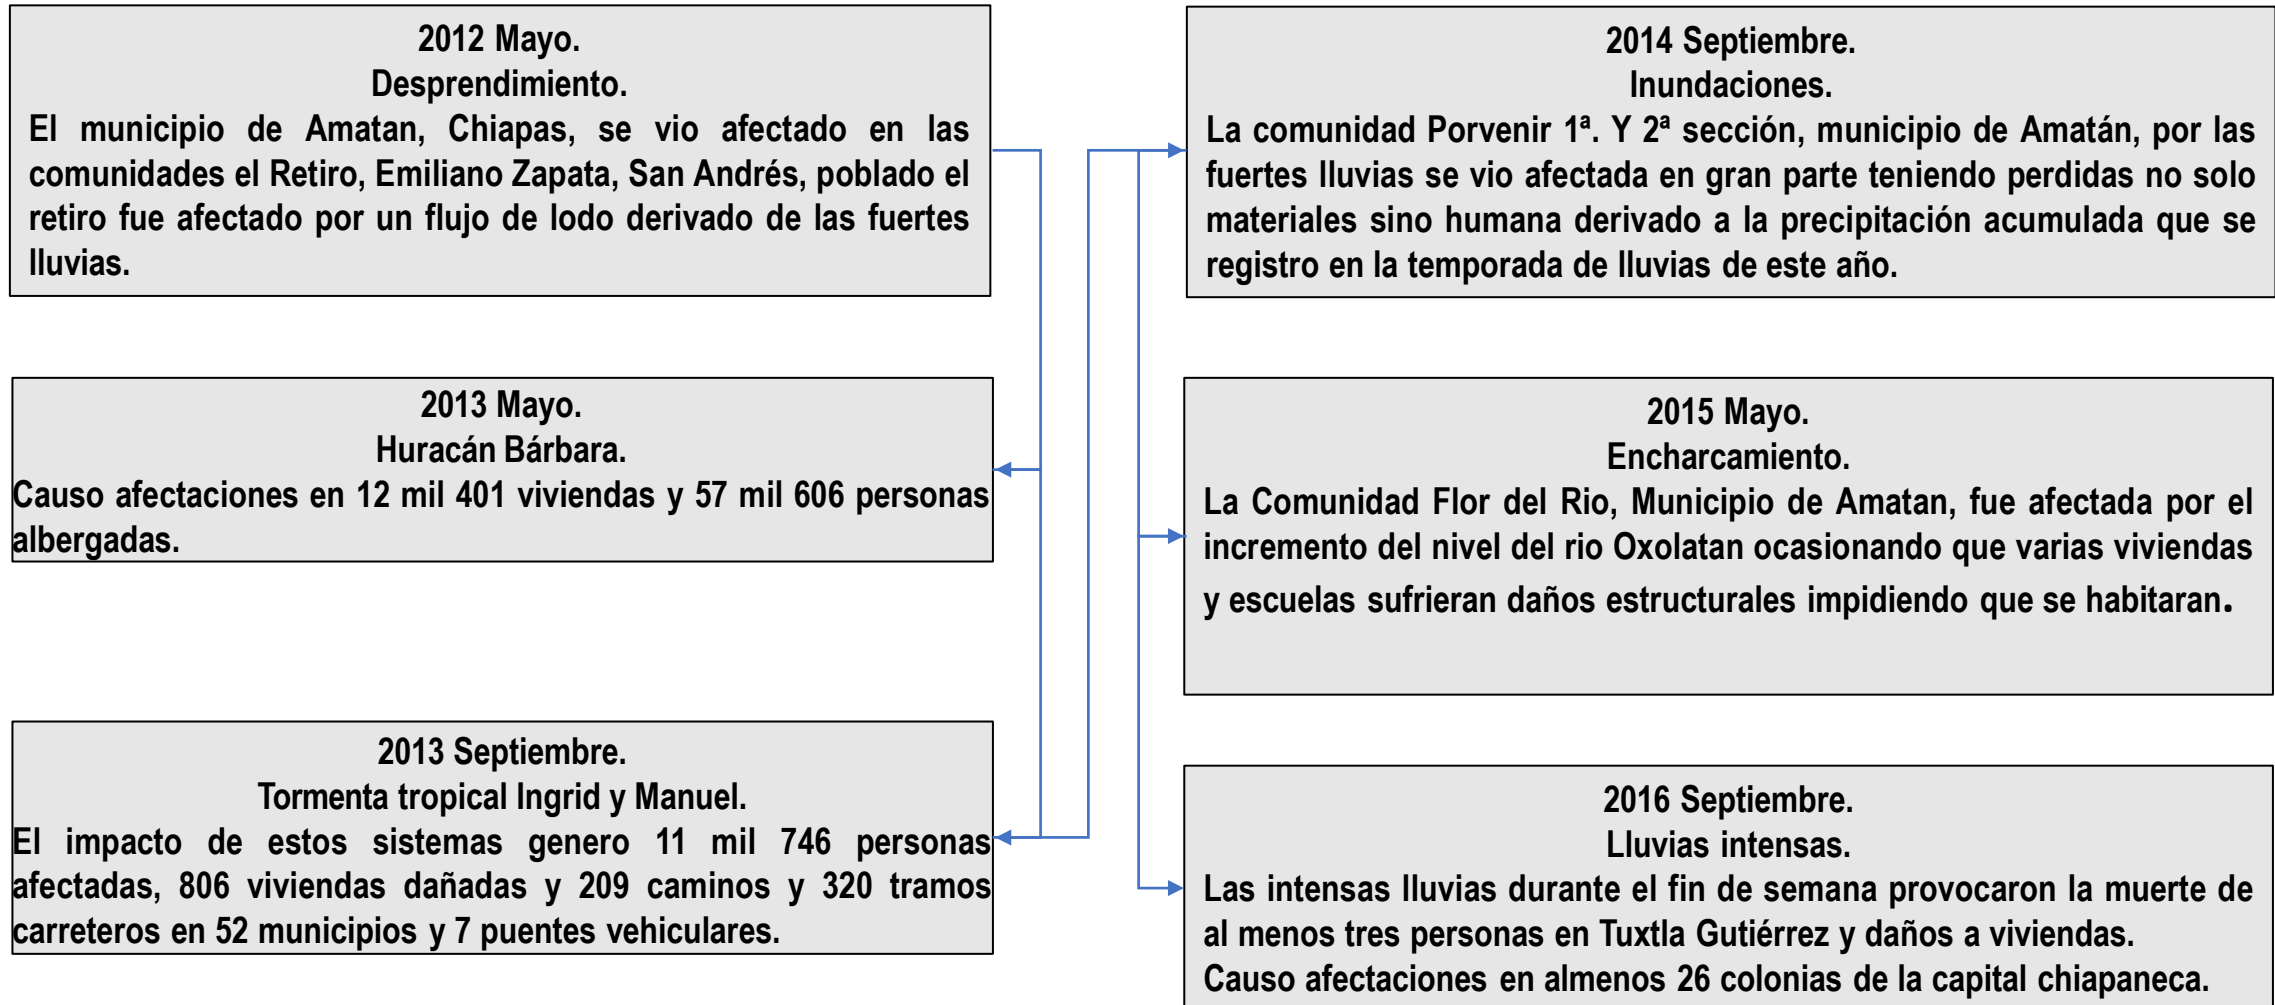 2012 Mayo.
Desprendimiento.
El municipio de Amatan, Chiapas, se vio afectado en las
comunidades el Retiro, Emiliano Zapata, San Andrés, poblado el
retiro fue afectado por un flujo de lodo derivado de las fuertes
lluvias.
2013 Mayo.
Huracán Bárbara.
Causo afectaciones en 12 mil 401 viviendas y 57 mil 606 personas
albergadas.
2013 Septiembre.
Tormenta tropical Ingrid y Manuel.
El impacto de estos sistemas genero 11 mil 746 personas
afectadas, 806 viviendas dañadas y 209 caminos y 320 tramos
carreteros en 52 municipios y 7 puentes vehiculares.
2014 Septiembre.
Inundaciones.
La comunidad Porvenir 1ª. Y 2ª sección, municipio de Amatán, por las
fuertes lluvias se vio afectada en gran parte teniendo perdidas no solo
materiales sino humana derivado a la precipitación acumulada que se
registro en la temporada de lluvias de este año.
2015 Mayo.
Encharcamiento.
La Comunidad Flor del Rio, Municipio de Amatan, fue afectada por el
incremento del nivel del rio Oxolatan ocasionando que varias viviendas
y escuelas sufrieran daños estructurales impidiendo que se habitaran.
2016 Septiembre.
Lluvias intensas.
Las intensas lluvias durante el fin de semana provocaron la muerte de
al menos tres personas en Tuxtla Gutiérrez y daños a viviendas.
Causo afectaciones en almenos 26 colonias de la capital chiapaneca.